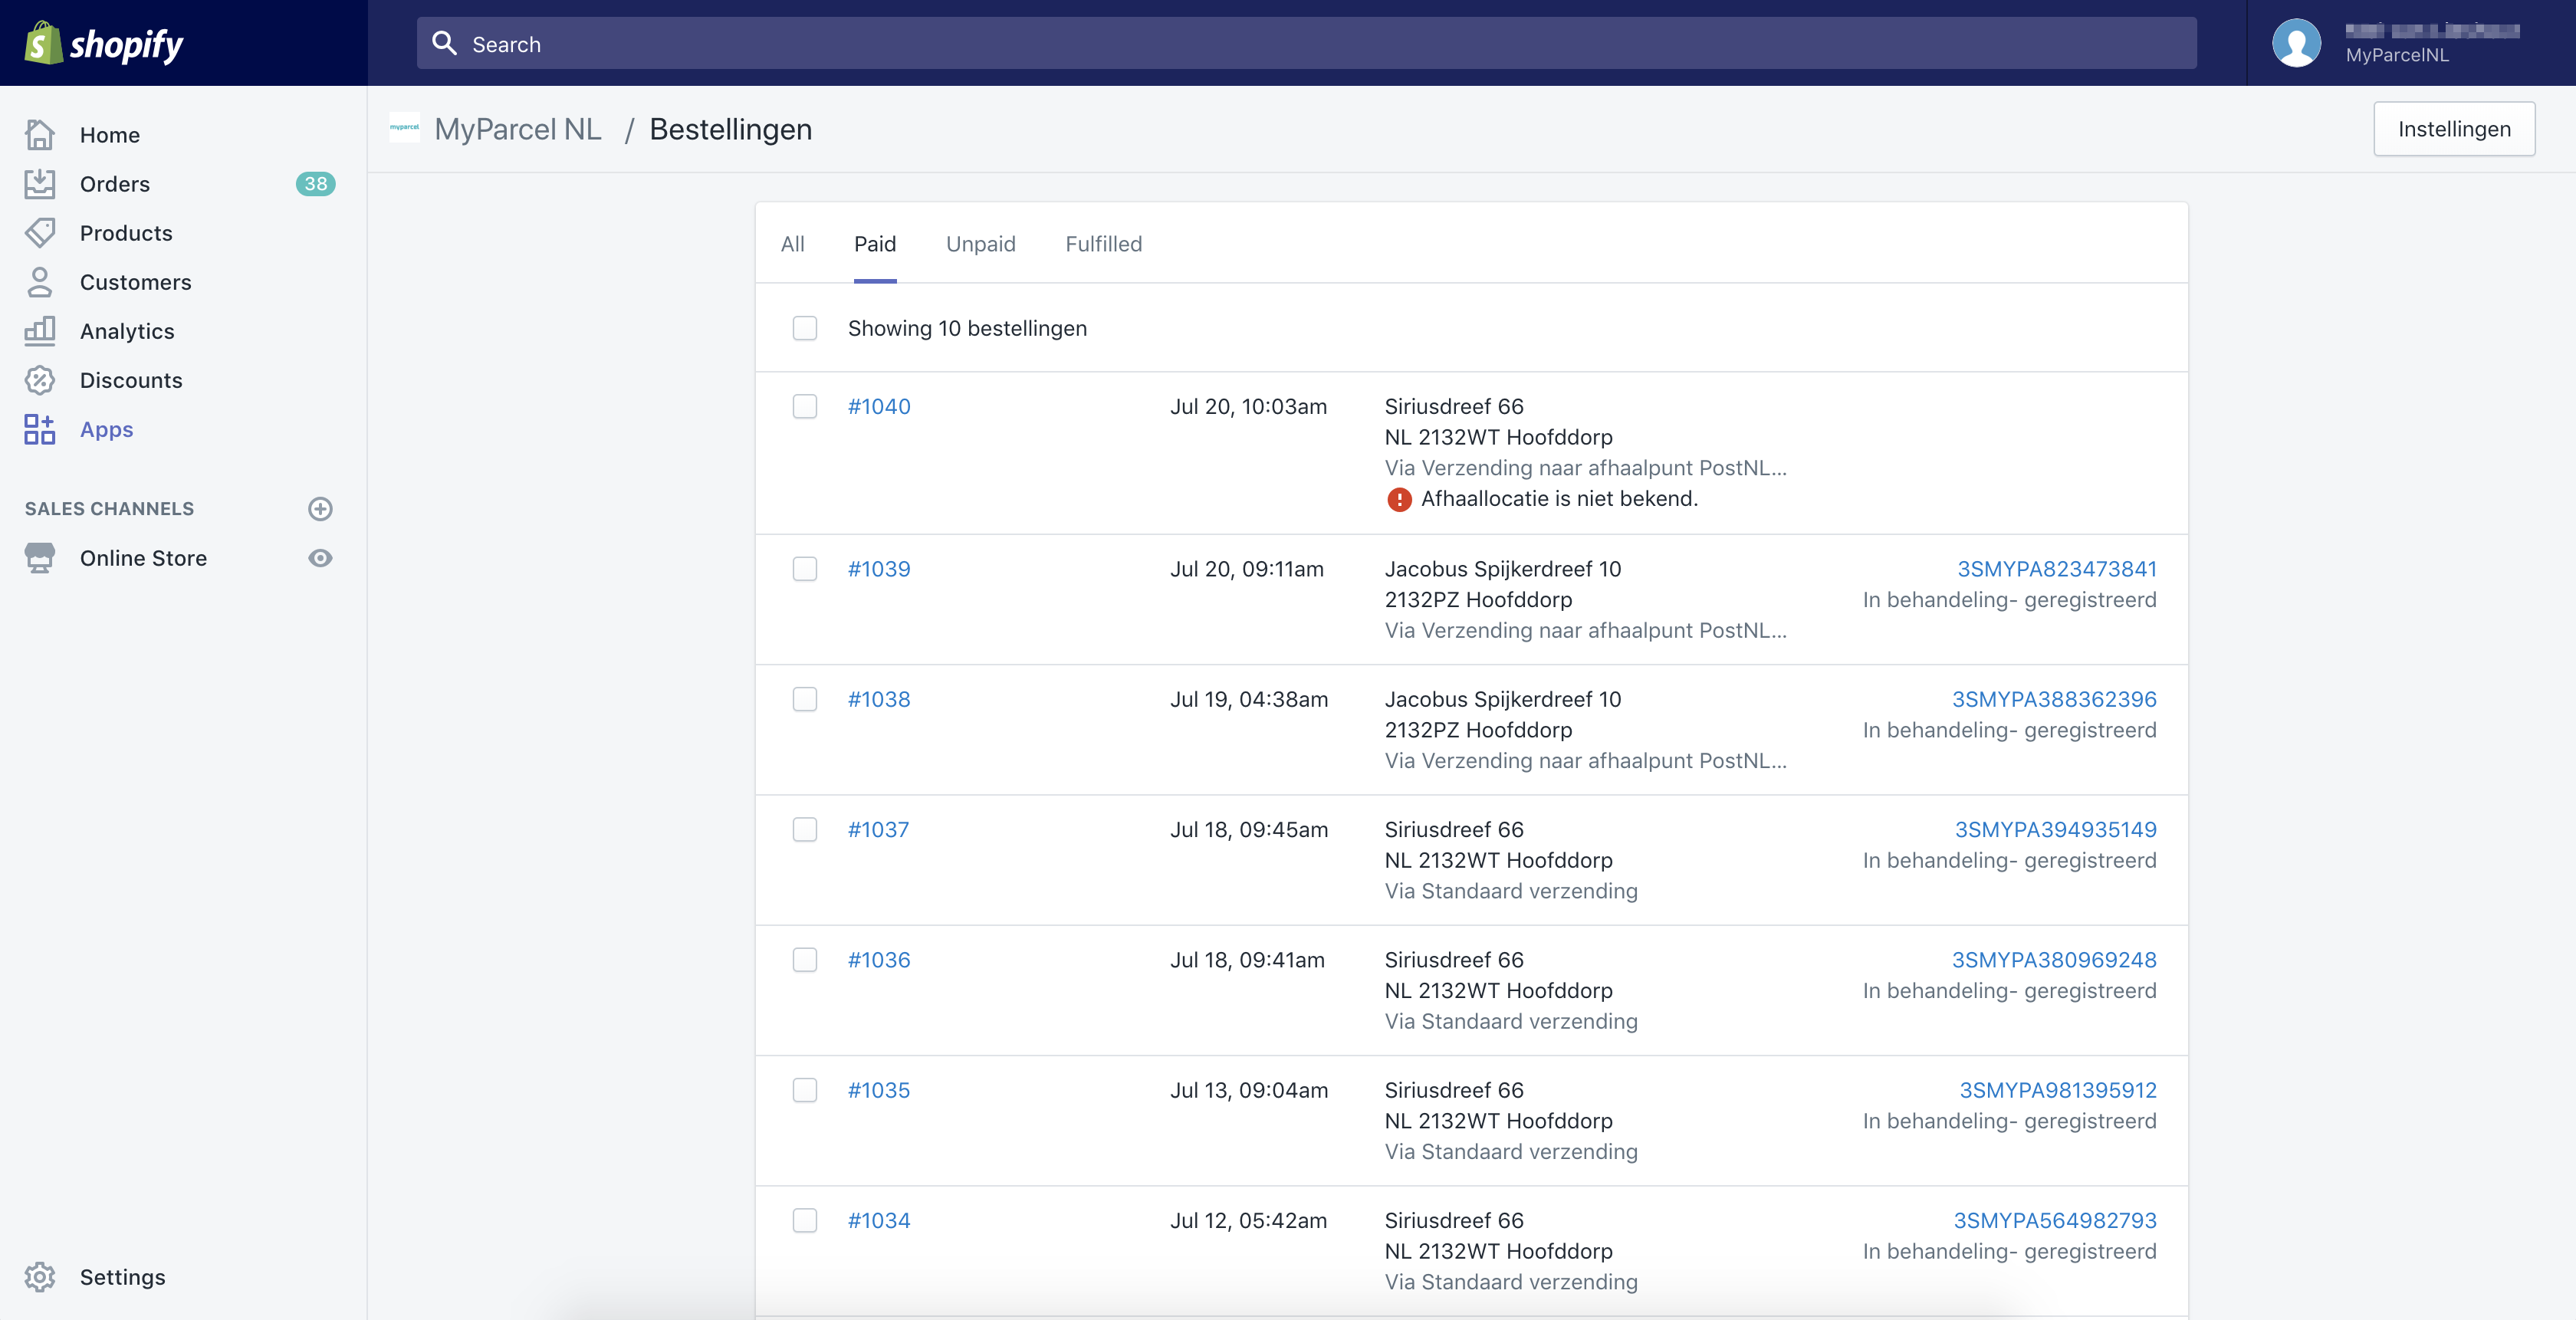 shopify
Search
MyParcelNL
Home
Orders 38
Products
Customers
Analytics
Discounts
Apps
SALES CHANNELS
Online Store
Settings
myparcel MyParcel NL / Bestellingen
Instellingen
All Paid Unpaid Fulfilled
Showing 10 bestellingen
#1040 Jul 20, 10:03am Siriusdreef 66
NL 2132WT Hoofddorp
Via Verzending naar afhaalpunt PostNL...
Afhaallocatie is niet bekend.
#1039 Jul 20, 09:11am Jacobus Spijkerdreef 10 3SMYPA823473841
2132PZ Hoofddorp In behandeling- geregistreerd
Via Verzending naar afhaalpunt PostNL...
#1038 Jul 19, 04:38am Jacobus Spijkerdreef 10 3SMYPA388362396
2132PZ Hoofddorp In behandeling- geregistreerd
Via Verzending naar afhaalpunt PostNL...
#1037 Jul 18, 09:45am Siriusdreef 66 3SMYPA394935149
NL 2132WT Hoofddorp In behandeling- geregistreerd
Via Standaard verzending
#1036 Jul 18, 09:41am Siriusdreef 66 3SMYPA380969248
NL 2132WT Hoofddorp In behandeling- geregistreerd
Via Standaard verzending
#1035 Jul 13, 09:04am Siriusdreef 66 3SMYPA981395912
NL 2132WT Hoofddorp In behandeling- geregistreerd
Via Standaard verzending
#1034 Jul 12, 05:42am Siriusdreef 66 3SMYPA564982793
NL 2132WT Hoofddorp In behandeling- geregistreerd
Via Standaard verzending